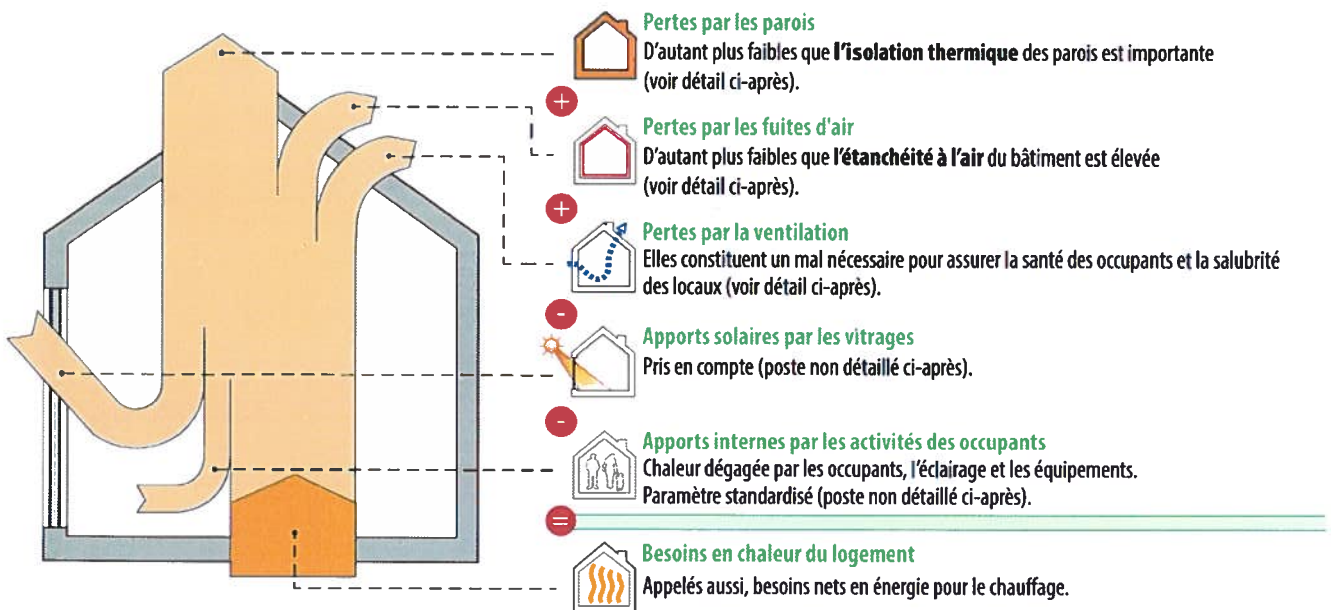 Pertes par les parois
D'autant plus faibles que l'isolation thermique des parois est importante
(voir détail ci-après).
+
Pertes par les fuites d'air
D'autant plus faibles que l'étanchéité à l'air du bâtiment est élevée
(voir détail ci-après).
+
Pertes par la ventilation
Elles constituent un mal nécessaire pour assurer la santé des occupants et la salubrité
des locaux (voir détail ci-après).
-
Apports solaires par les vitrages
Pris en compte (poste non détaillé ci-après).
-
Apports internes par les activités des occupants
Chaleur dégagée par les occupants, l'éclairage et les équipements.
Paramètre standardisé (poste non détaillé ci-après).
=
Besoins en chaleur du logement
Appelés aussi, besoins nets en énergie pour le chauffage.